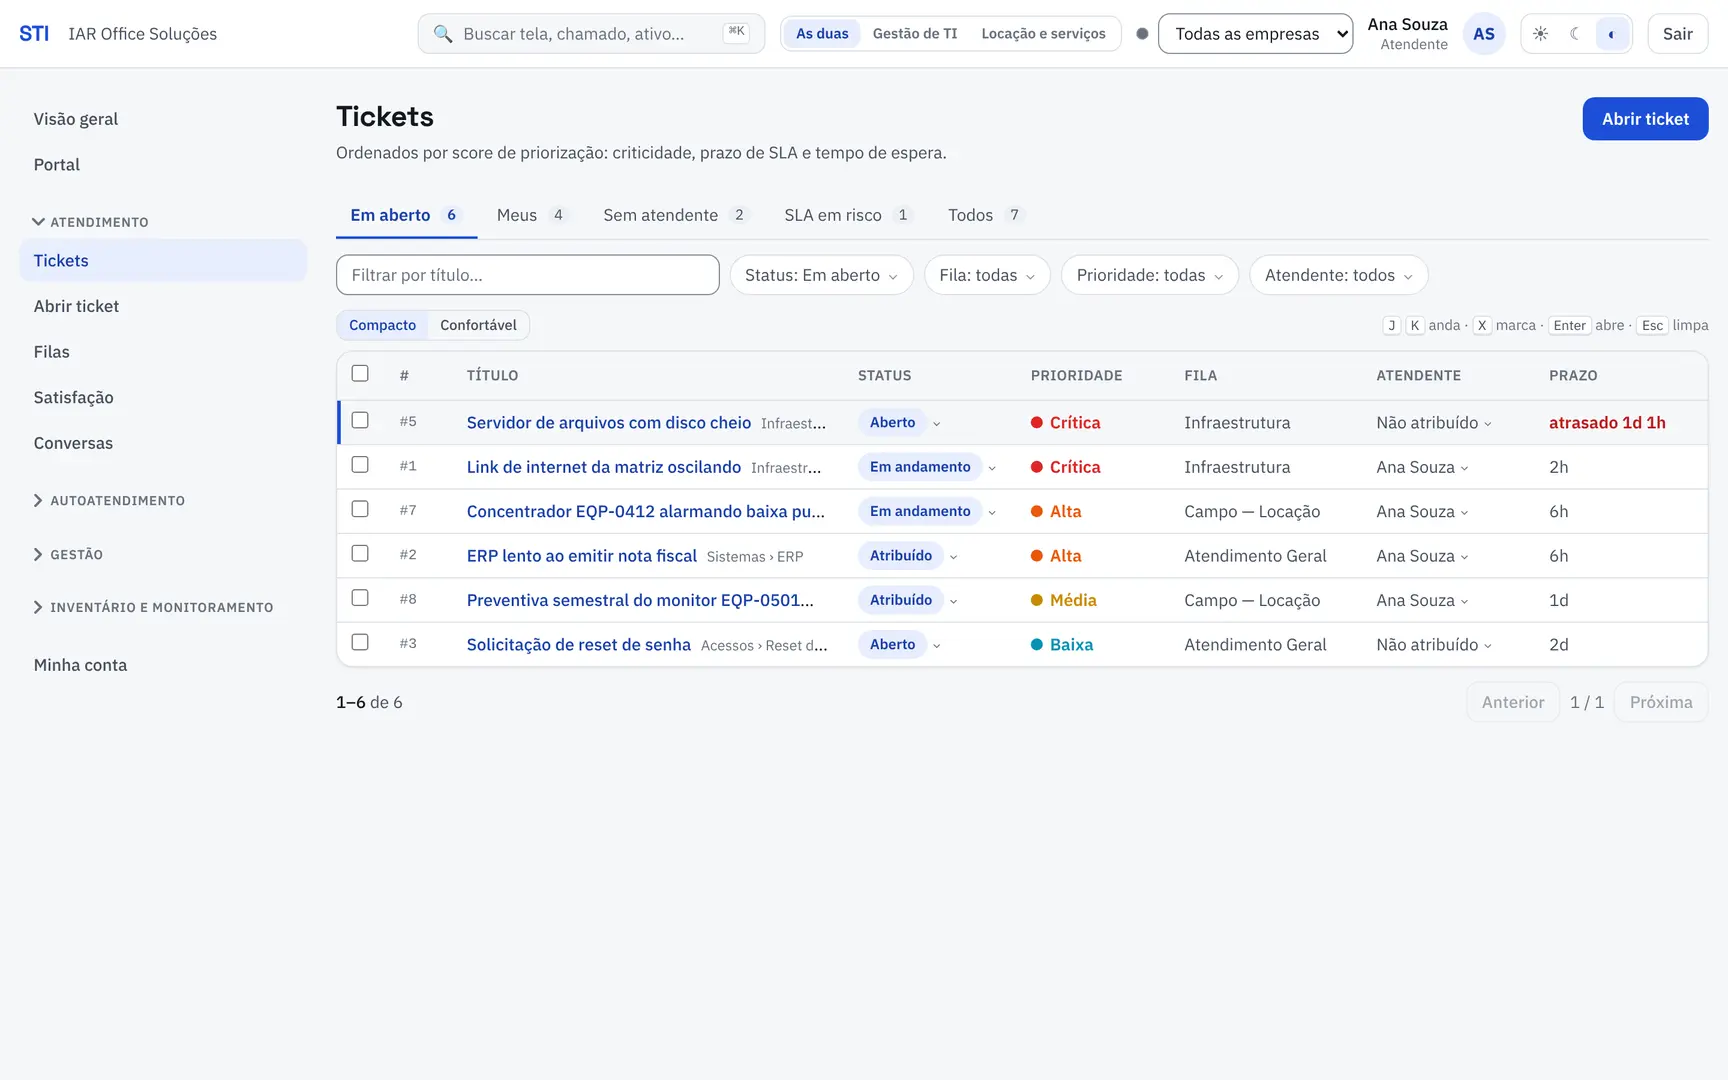 STI IAR Office Soluções
Buscar tela, chamado, ativo... ⌘K
As duas Gestão de TI Locação e serviços
Todas as empresas
Ana Souza
Atendente
AS
Sair
Visão geral
Portal
ATENDIMENTO
Tickets
Abrir ticket
Filas
Satisfação
Conversas
AUTOATENDIMENTO
GESTÃO
INVENTÁRIO E MONITORAMENTO
Minha conta
Tickets
Abrir ticket
Ordenados por score de priorização: criticidade, prazo de SLA e tempo de espera.
Em aberto 6 Meus 4 Sem atendente 2 SLA em risco 1 Todos 7
Filtrar por título... Status: Em aberto Fila: todas Prioridade: todas Atendente: todos
Compacto Confortável
J K anda · X marca · Enter abre · Esc limpa
# TÍTULO STATUS PRIORIDADE FILA ATENDENTE PRAZO
#5 Servidor de arquivos com disco cheio Infraest... Aberto Crítica Infraestrutura Não atribuído atrasado 1d 1h
#1 Link de internet da matriz oscilando Infraestr... Em andamento Crítica Infraestrutura Ana Souza 2h
#7 Concentrador EQP-0412 alarmando baixa pu... Em andamento Alta Campo — Locação Ana Souza 6h
#2 ERP lento ao emitir nota fiscal Sistemas › ERP Atribuído Alta Atendimento Geral Ana Souza 6h
#8 Preventiva semestral do monitor EQP-0501... Atribuído Média Campo — Locação Ana Souza 1d
#3 Solicitação de reset de senha Acessos › Reset d... Aberto Baixa Atendimento Geral Não atribuído 2d
1–6 de 6
Anterior 1 / 1 Próxima